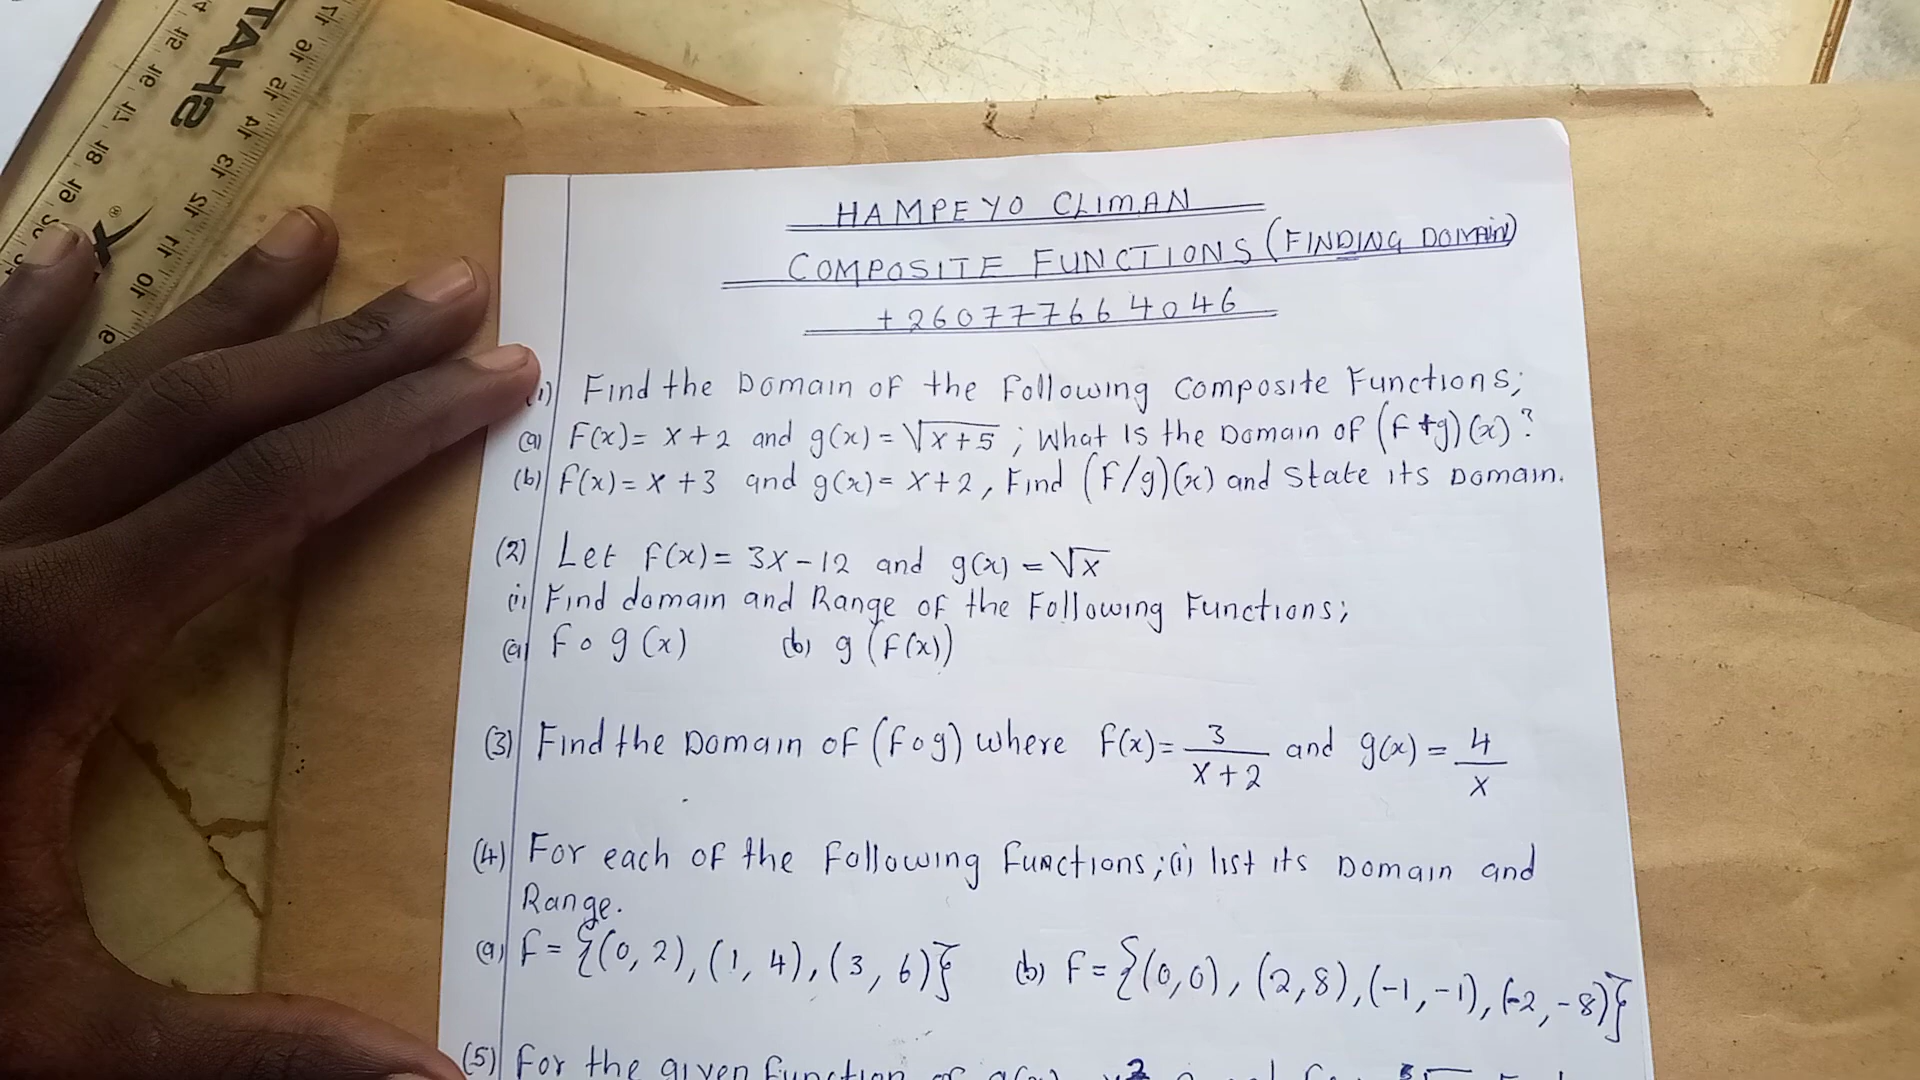 HAMPEYO CLIMAN
COMPOSITE FUNCTIONS (FINDING DOMAIN)
+260777664046
(1) Find the Domain of the Following Composite Functions;
(a) F(x)= x+2 and g(x) = √x+5 ; What is the Domain of (F+g)(x)?
(b) f(x) = x+3 and g(x) = x+2, Find (F/g)(x) and State its Domain.
(2) Let F(x)= 3x-12 and g(x) = √x
(i) Find domain and Range of the Following Functions;
(a) F o g (x) (b) g (F(x))
(3) Find the Domain of (Fog) where F(x)= 3/x+2 and g(x) = 4/x
(4) For each of the Following Functions; (i) list its Domain and
Range.
(a) F = {(0, 2), (1, 4), (3, 6)} (b) F = {(0,0), (2,8), (-1,-1), (-2,-8)}
(5) For the given function